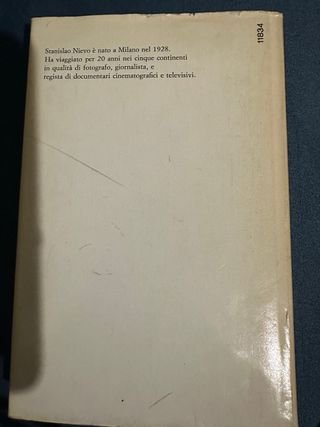 Stanislao Nievo è nato a Milano nel 1928.
Ha viaggiato per 20 anni nei cinque continenti
in qualità di fotografo, giornalista, e
regista di documentari cinematografici e televisivi.
11834